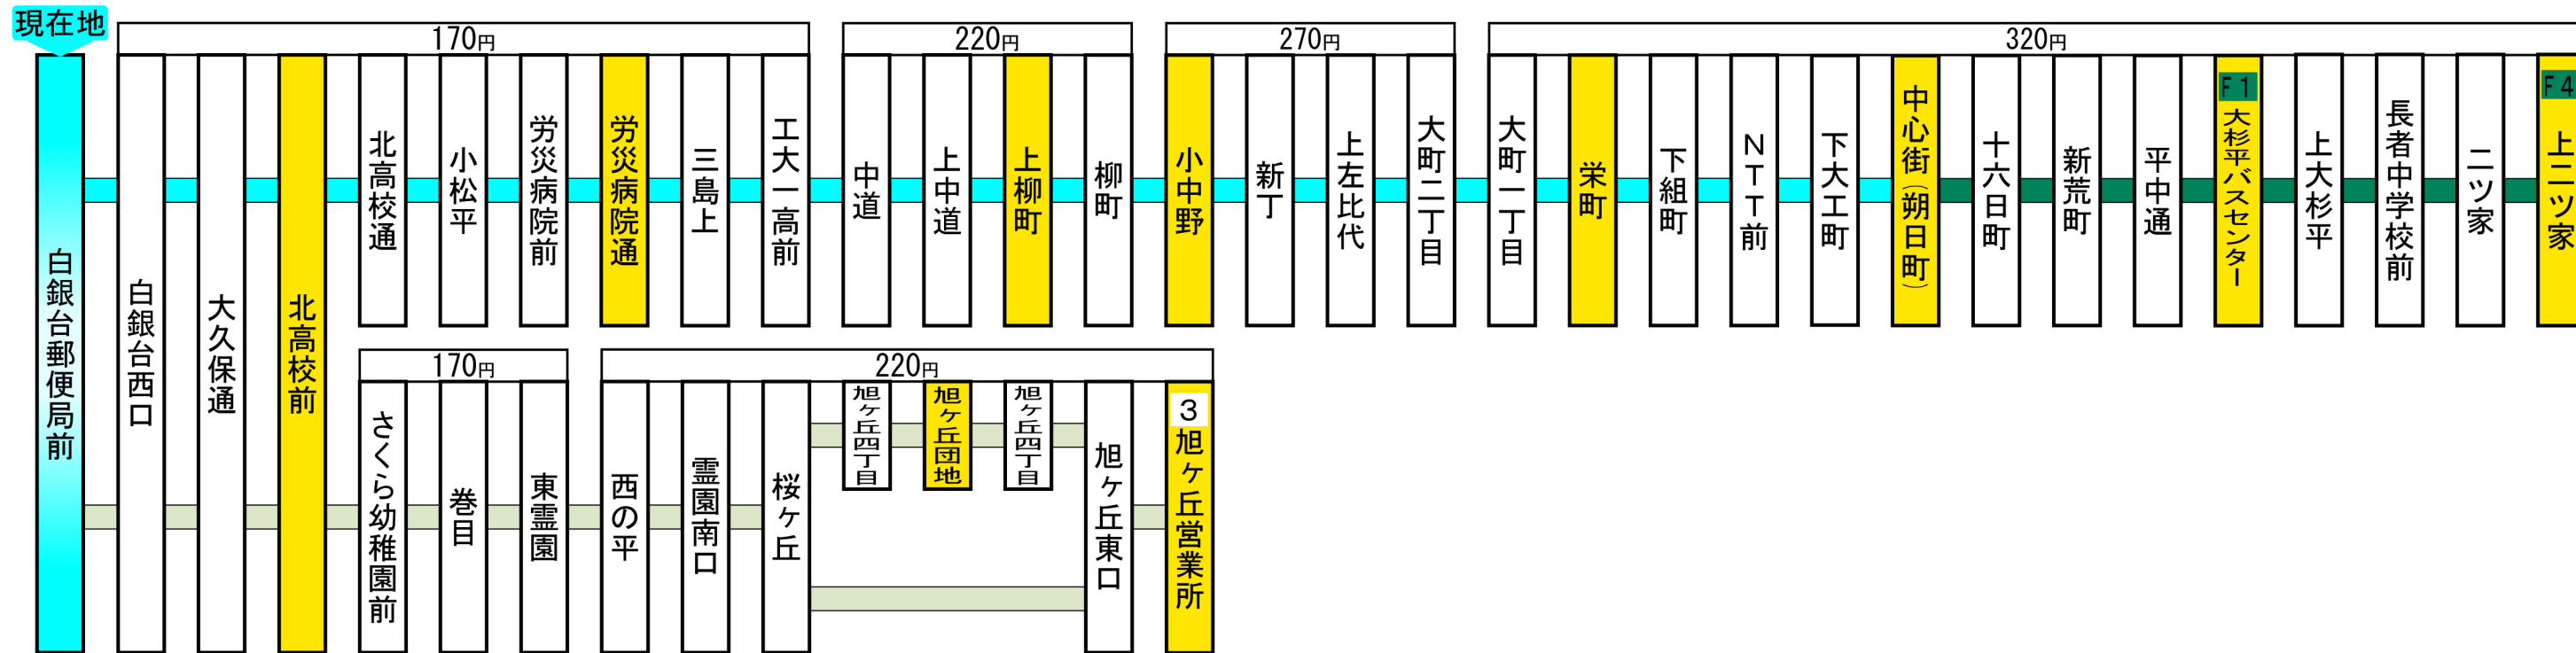 現在地
170円
220円
270円
320円
白銀台郵便局前
白銀台西口
大久保通
北高校前
北高校通
小松平
労災病院前
労災病院通
三島上
工大一高前
中道
上中道
上柳町
柳町
小中野
新丁
上左比代
大町二丁目
大町一丁目
栄町
下組町
NTT前
下大工町
中心街(朔日町)
十六日町
新荒町
平中通
F1
大杉平バスセンター
上大杉平
長者中学校前
二ツ家
F4
上二ツ家
170円
220円
さくら幼稚園前
巻目
東霊園
西の平
霊園南口
桜ヶ丘
旭ヶ丘四丁目
旭ヶ丘団地
旭ヶ丘四丁目
旭ヶ丘東口
3
旭ヶ丘営業所